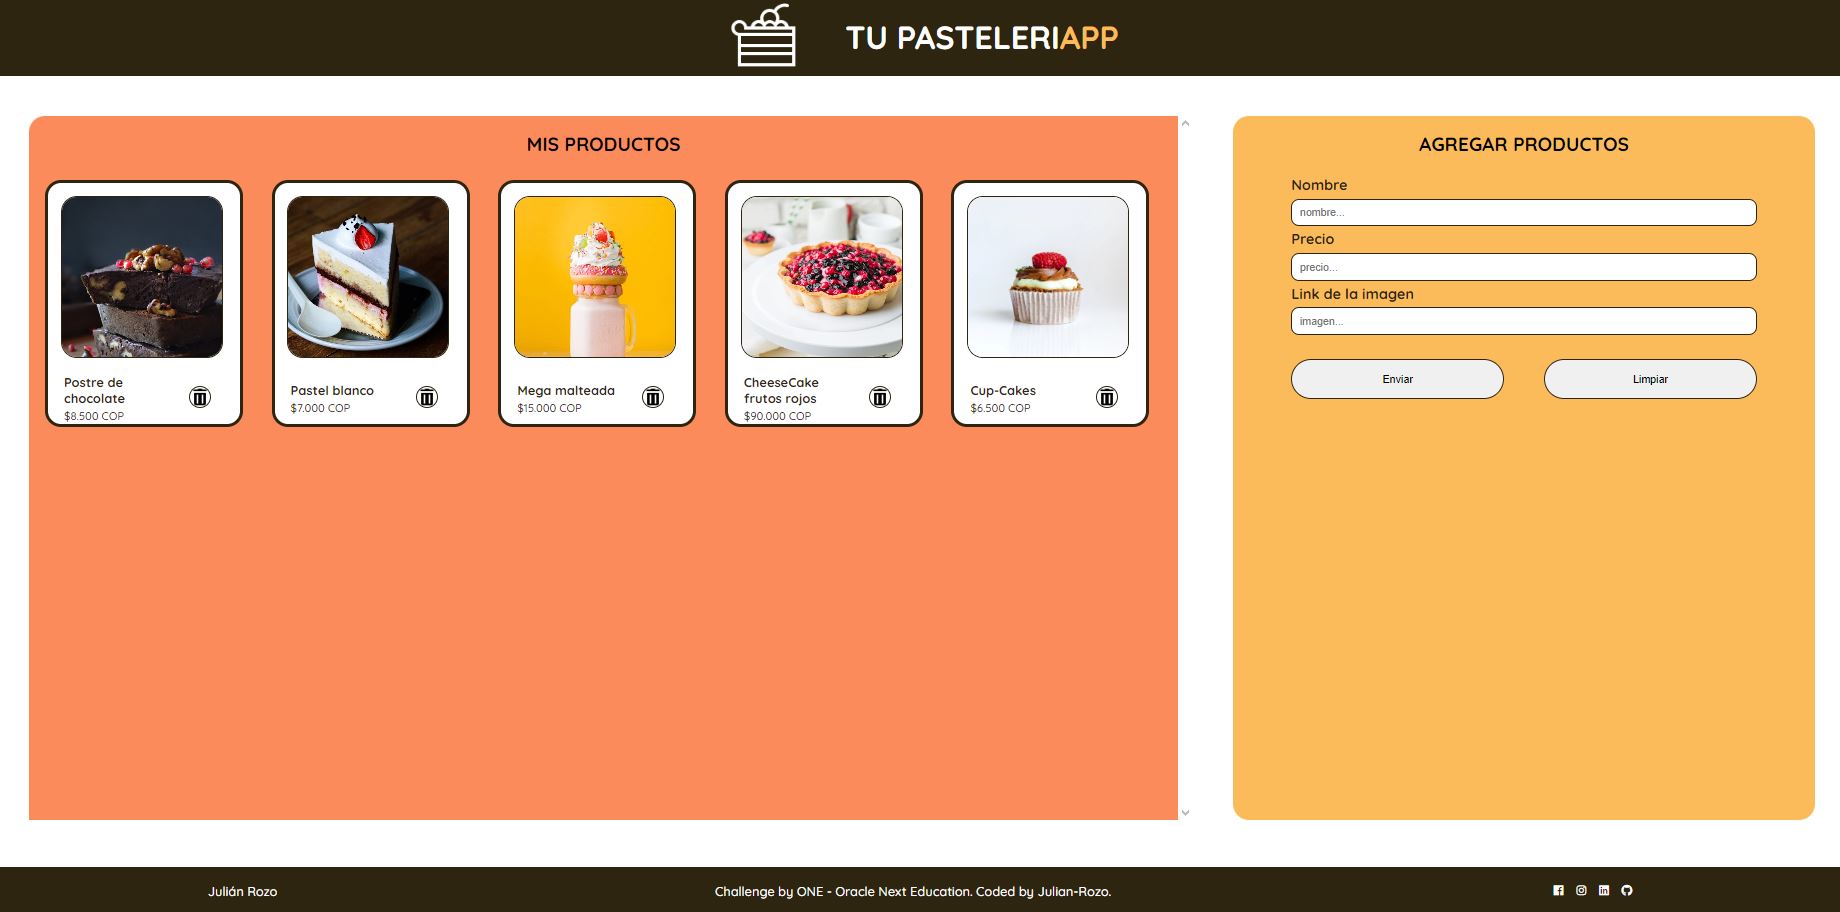 TU PASTELERIAPP
MIS PRODUCTOS
Postre de
chocolate
$8.500 COP
Pastel blanco
$7.000 COP
Mega malteada
$15.000 COP
CheeseCake
frutos rojos
$90.000 COP
Cup-Cakes
$6.500 COP
AGREGAR PRODUCTOS
Nombre
nombre...
Precio
precio...
Link de la imagen
imagen...
Enviar
Limpiar
Julián Rozo
Challenge by ONE - Oracle Next Education. Coded by Julian-Rozo.